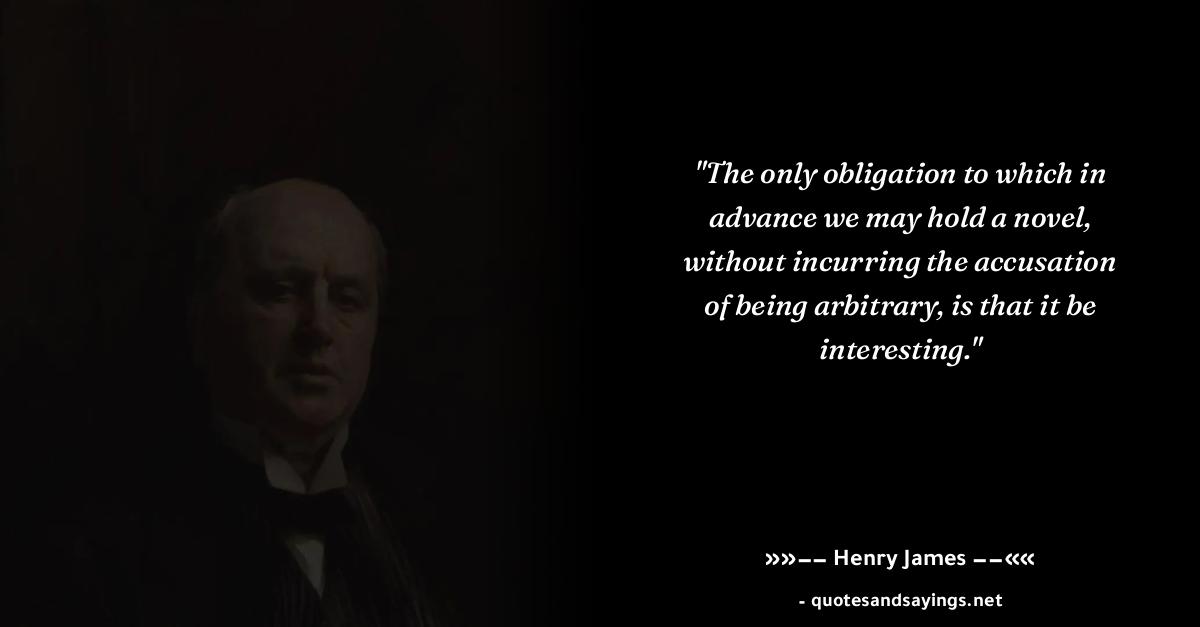 "The only obligation to which in
advance we may hold a novel,
without incurring the accusation
of being arbitrary, is that it be
interesting."
»»−− Henry James −−««
- quotesandsayings.net